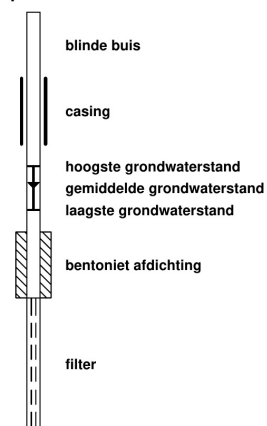 blinde buis
casing
hoogste grondwaterstand
gemiddelde grondwaterstand
laagste grondwaterstand
bentoniet afdichting
filter